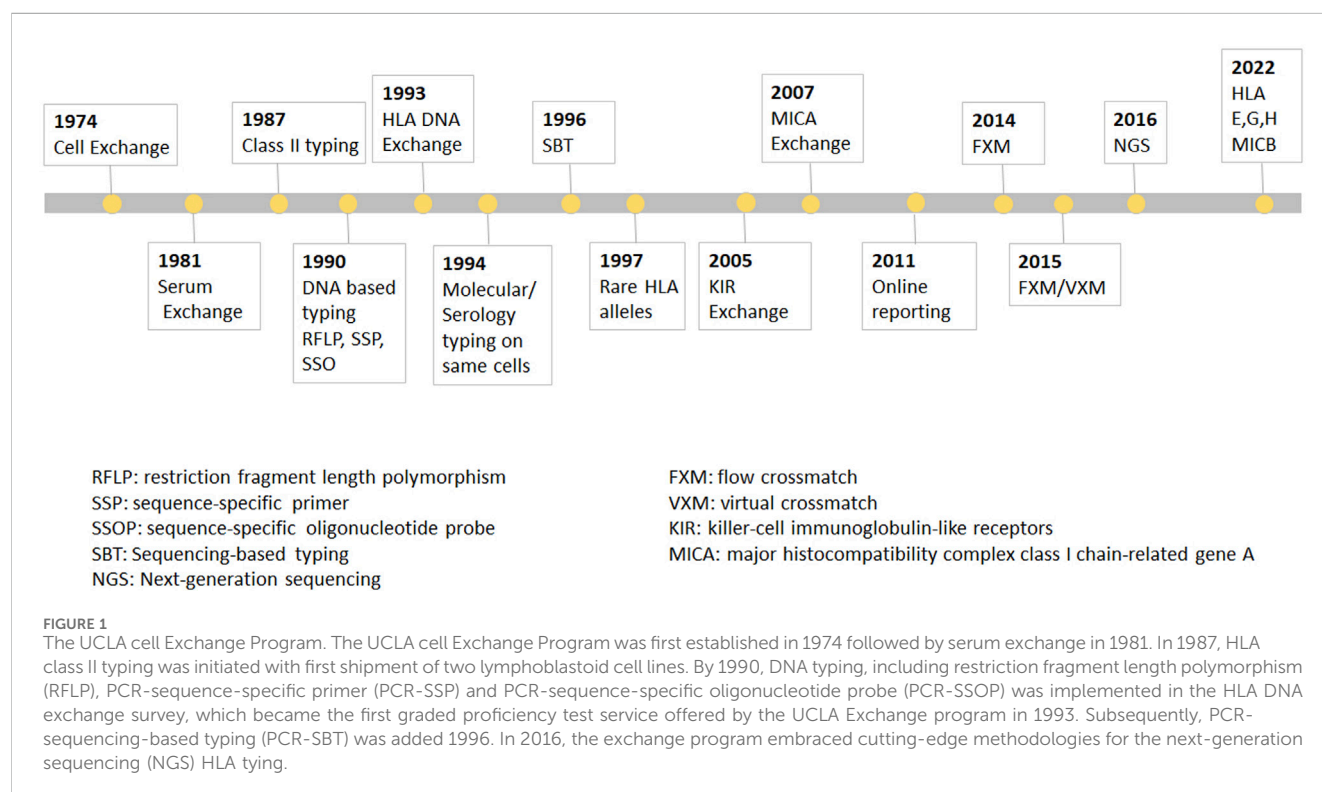 1974
Cell Exchange
1987
Class II typing
1993
HLA DNA
Exchange
1996
SBT
2007
MICA
Exchange
2014
FXM
2016
NGS
2022
HLA
E,G,H
MICB
1981
Serum
Exchange
1990
DNA based
typing
RFLP, SSP,
SSO
1994
Molecular/
Serology
typing on
same cells
1997
Rare HLA
alleles
2005
KIR
Exchange
2011
Online
reporting
2015
FXM/VXM
RFLP: restriction fragment length polymorphism
SSP: sequence-specific primer
SSOP: sequence-specific oligonucleotide probe
SBT: Sequencing-based typing
NGS: Next-generation sequencing
FXM: flow crossmatch
VXM: virtual crossmatch
KIR: killer-cell immunoglobulin-like receptors
MICA: major histocompatibility complex class I chain-related gene A
FIGURE 1
The UCLA cell Exchange Program. The UCLA cell Exchange Program was first established in 1974 followed by serum exchange in 1981. In 1987, HLA
class II typing was initiated with first shipment of two lymphoblastoid cell lines. By 1990, DNA typing, including restriction fragment length polymorphism
(RFLP), PCR-sequence-specific primer (PCR-SSP) and PCR-sequence-specific oligonucleotide probe (PCR-SSOP) was implemented in the HLA DNA
exchange survey, which became the first graded proficiency test service offered by the UCLA Exchange program in 1993. Subsequently, PCR-
sequencing-based typing (PCR-SBT) was added 1996. In 2016, the exchange program embraced cutting-edge methodologies for the next-generation
sequencing (NGS) HLA tying.